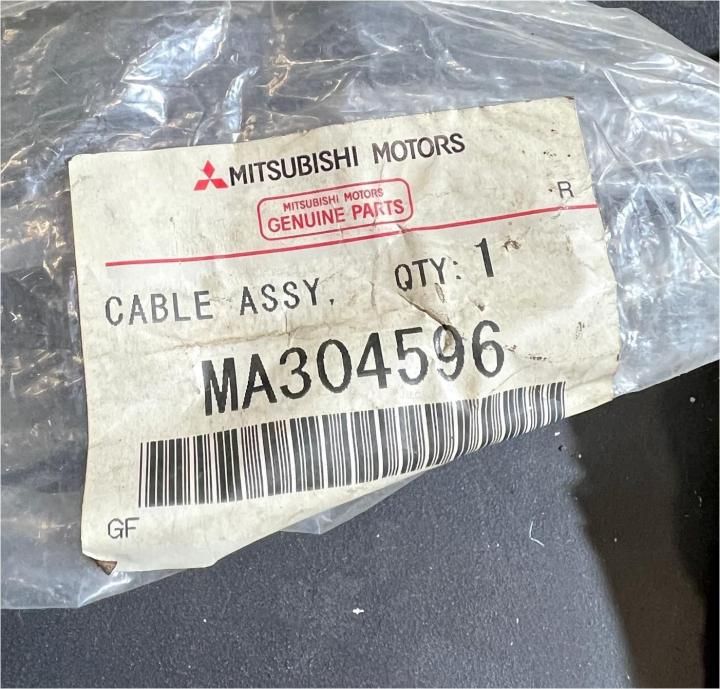 MITSUBISHI MOTORS
MITSUBISHI MOTORS
GENUINE PARTS
R
CABLE ASSY, QTY: 1
MA304596
GF